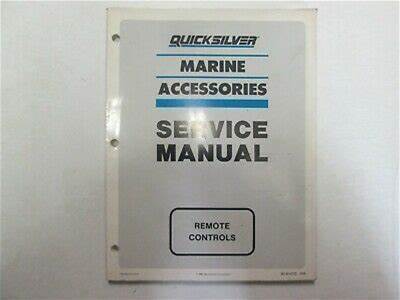 QUICKSILVER
MARINE
ACCESSORIES
SERVICE
MANUAL
REMOTE
CONTROLS